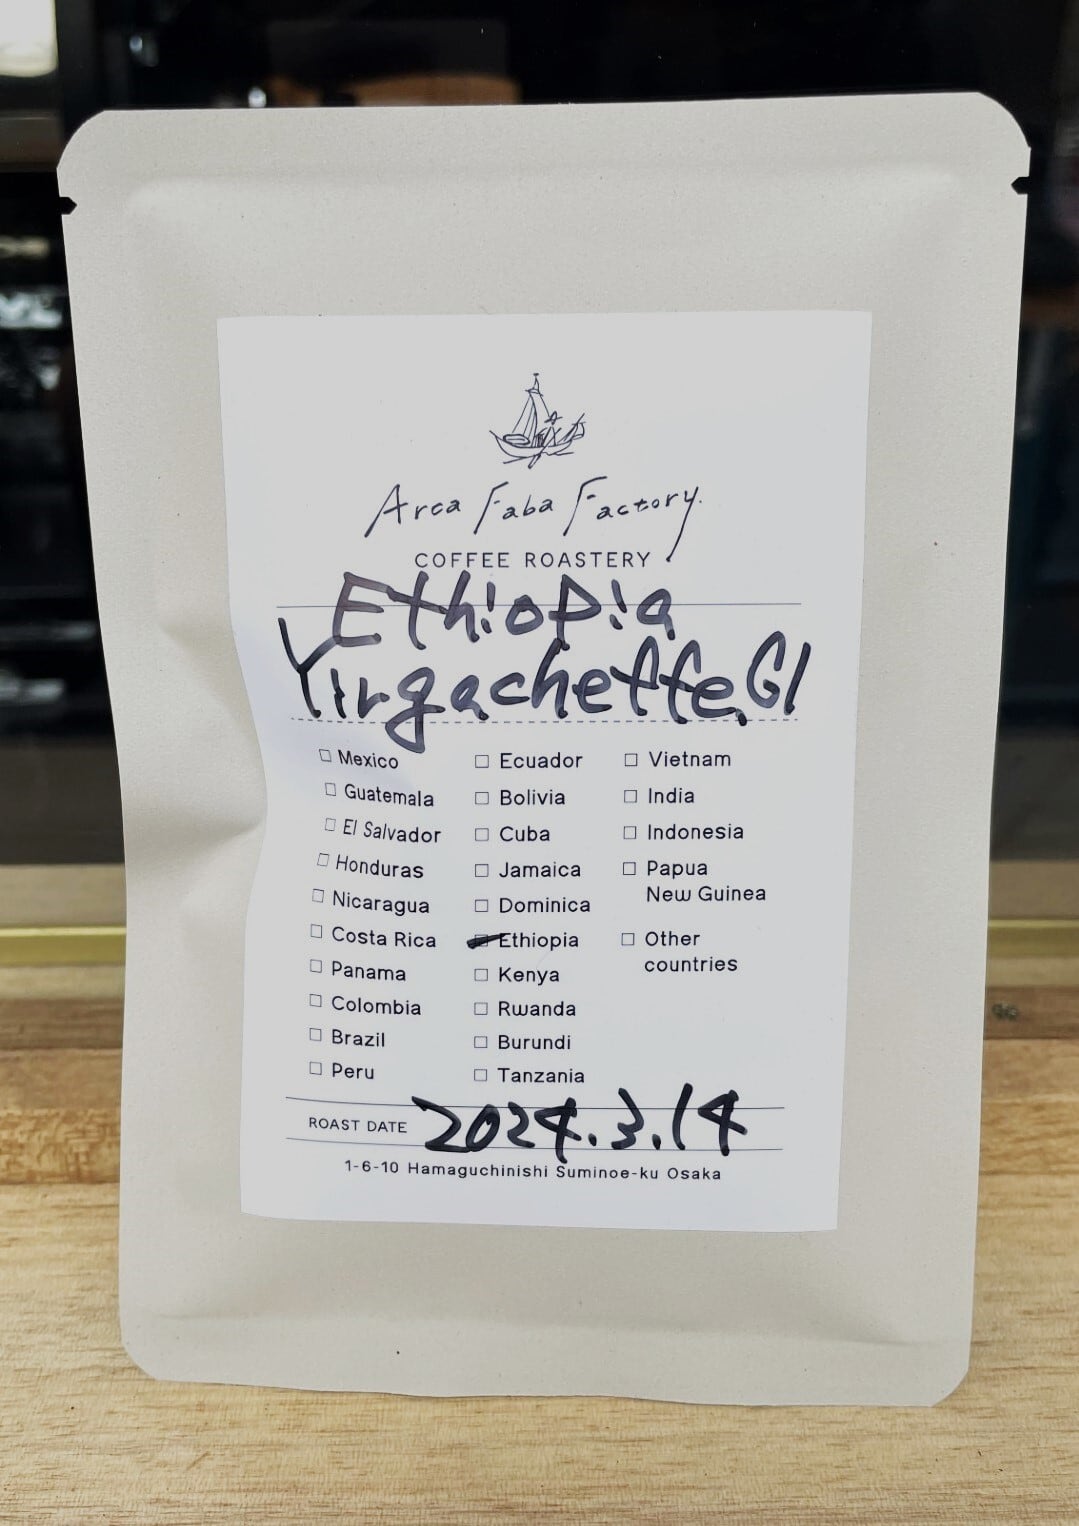 Arca Faba Factory.
COFFEE ROASTERY
Ethiopia
Yirgacheffe.G1
Mexico
Guatemala
El Salvador
Honduras
Nicaragua
Costa Rica
Panama
Colombia
Brazil
Peru
Ecuador
Bolivia
Cuba
Jamaica
Dominica
Ethiopia
Kenya
Rwanda
Burundi
Tanzania
Vietnam
India
Indonesia
Papua
New Guinea
Other
countries
ROAST DATE 2024.3.14
1-6-10 Hamaguchinishi Suminoe-ku Osaka